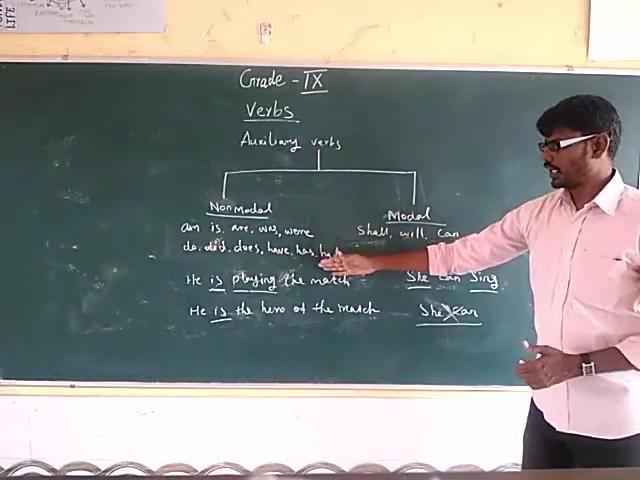 LIFE
Grade - IX
Verbs
Auxiliary verbs
Non Modal
am is, are, was, were
do, did, does, have, has,
He is playing the match
He is the hero of the match
Modal
Shall, will, Can
She can Sing
She can